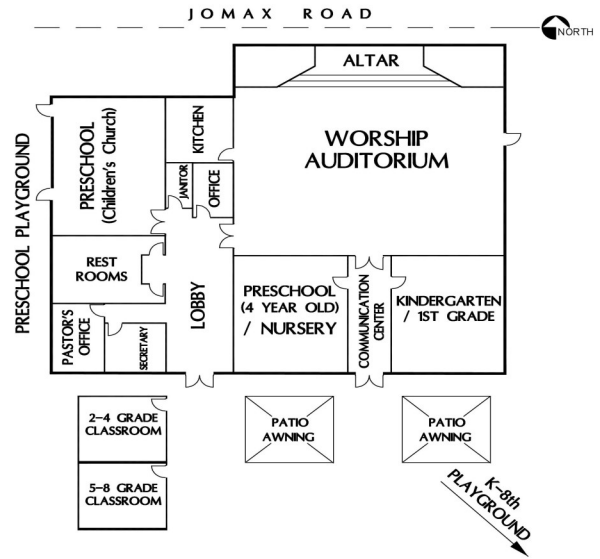 JOMAX ROAD
NORTH
ALTAR
WORSHIP
AUDITORIUM
KITCHEN
PRESCHOOL
(Children's Church)
PRESCHOOL PLAYGROUND
JANITOR
OFFICE
REST
ROOMS
LOBBY
PRESCHOOL
(4 YEAR OLD)
/ NURSERY
COMMUNICATION
CENTER
KINDERGARTEN
/ 1ST GRADE
PASTOR'S
OFFICE
SECRETARY
2-4 GRADE
CLASSROOM
PATIO
AWNING
PATIO
AWNING
5-8 GRADE
CLASSROOM
K-8th
PLAYGROUND